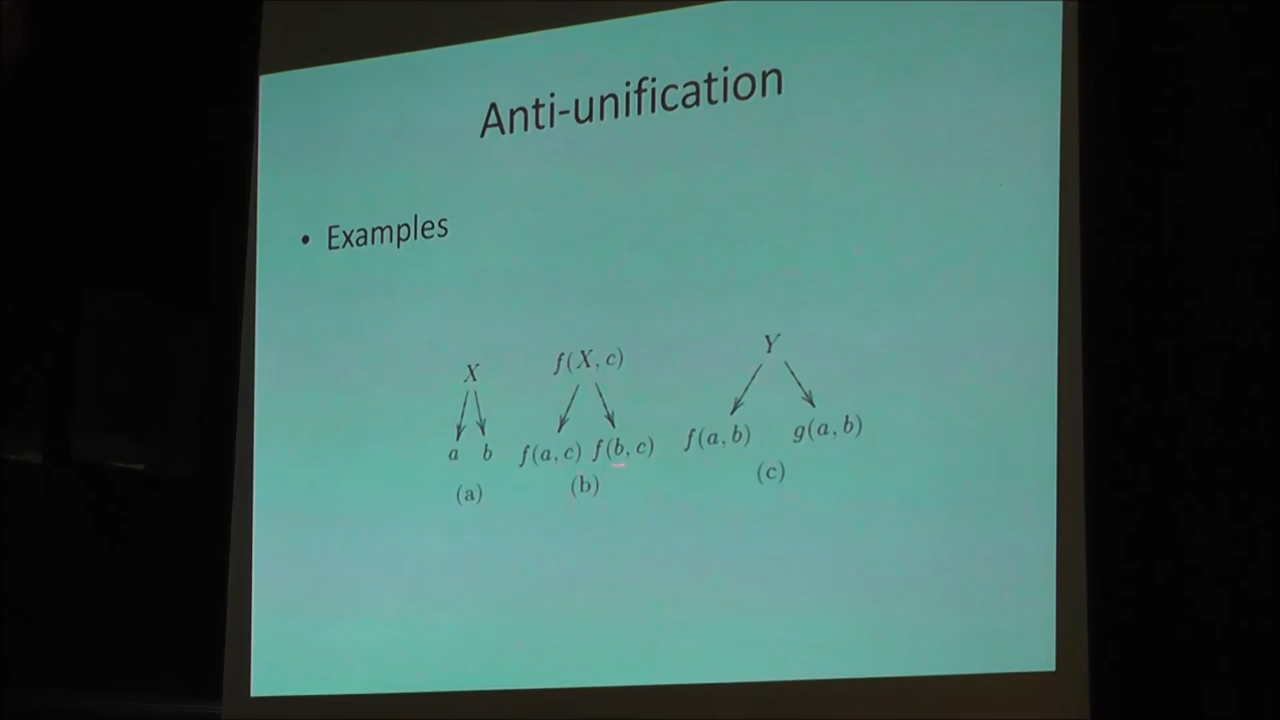 Anti-unification
• Examples
X f(X, c) Y
a b f(a, c) f(b, c) f(a, b) g(a, b)
(a) (b) (c)